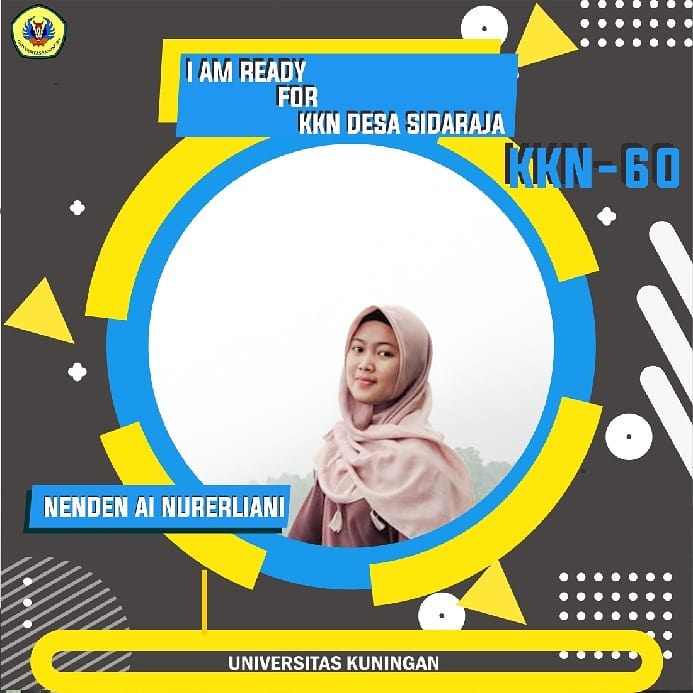 I AM READY
FOR
KKN DESA SIDARAJA
KKN-60
NENDEN AI NURERLIANI
UNIVERSITAS KUNINGAN